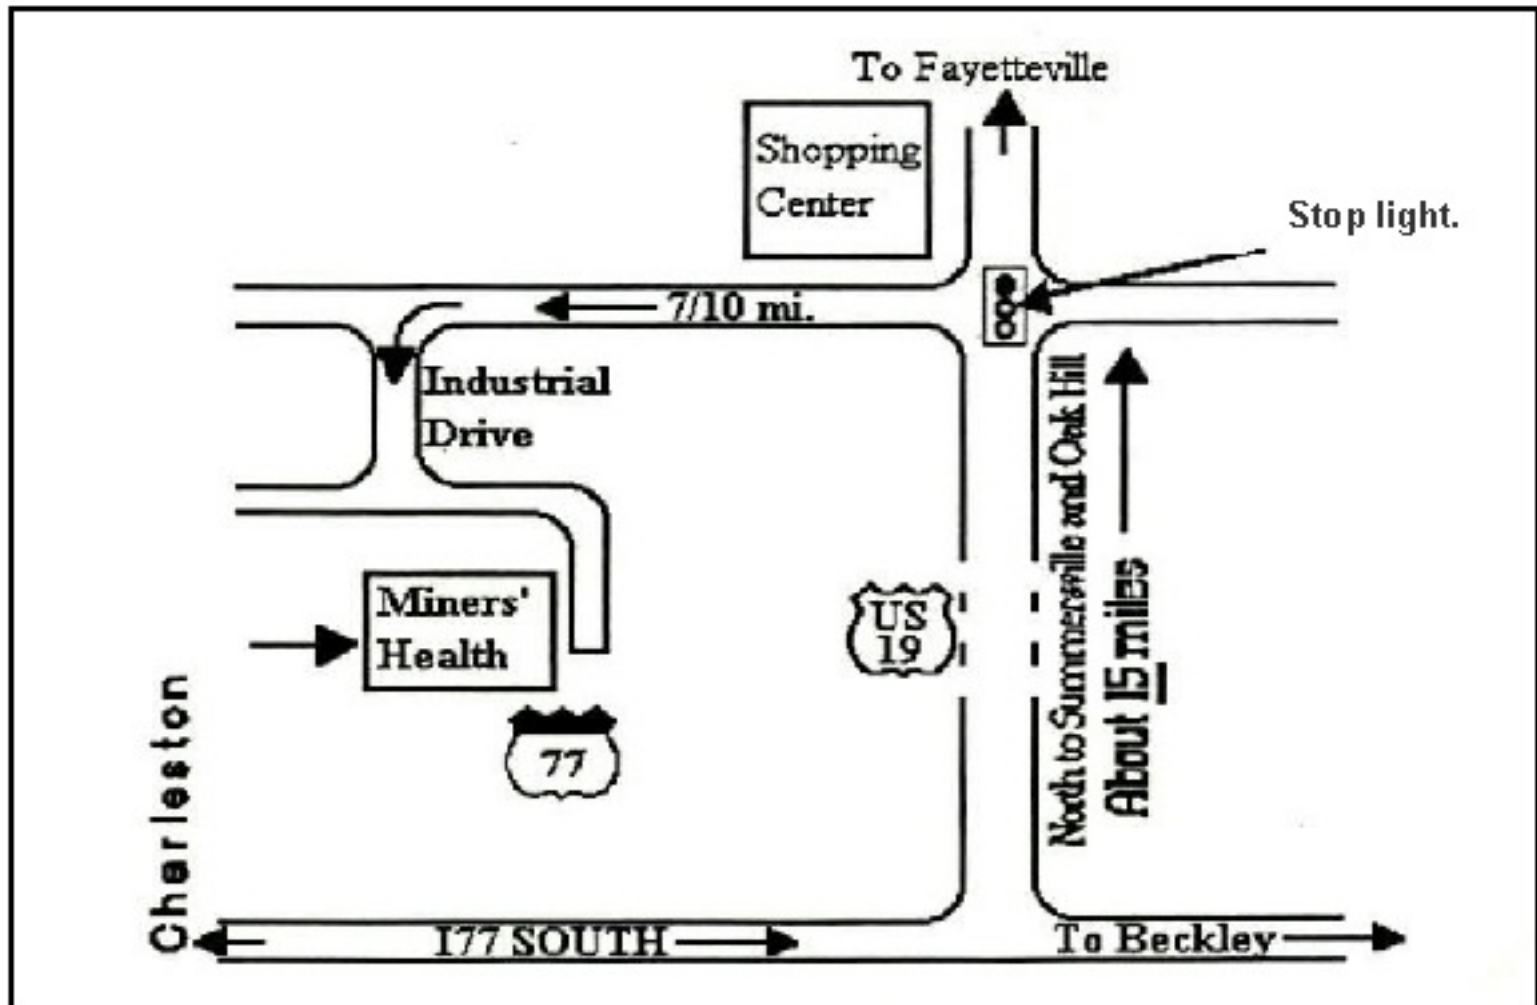 To Fayetteville
Shopping
Center
Stop light.
7/10 mi.
Industrial
Drive
North to Summersville and Oak Hill
About 15 miles
US
19
Miners'
Health
77
Charleston
I77 SOUTH
To Beckley